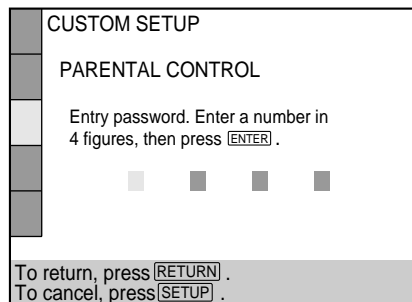 CUSTOM SETUP
PARENTAL CONTROL
Entry password. Enter a number in
4 figures, then press ENTER .
To return, press RETURN .
To cancel, press SETUP .